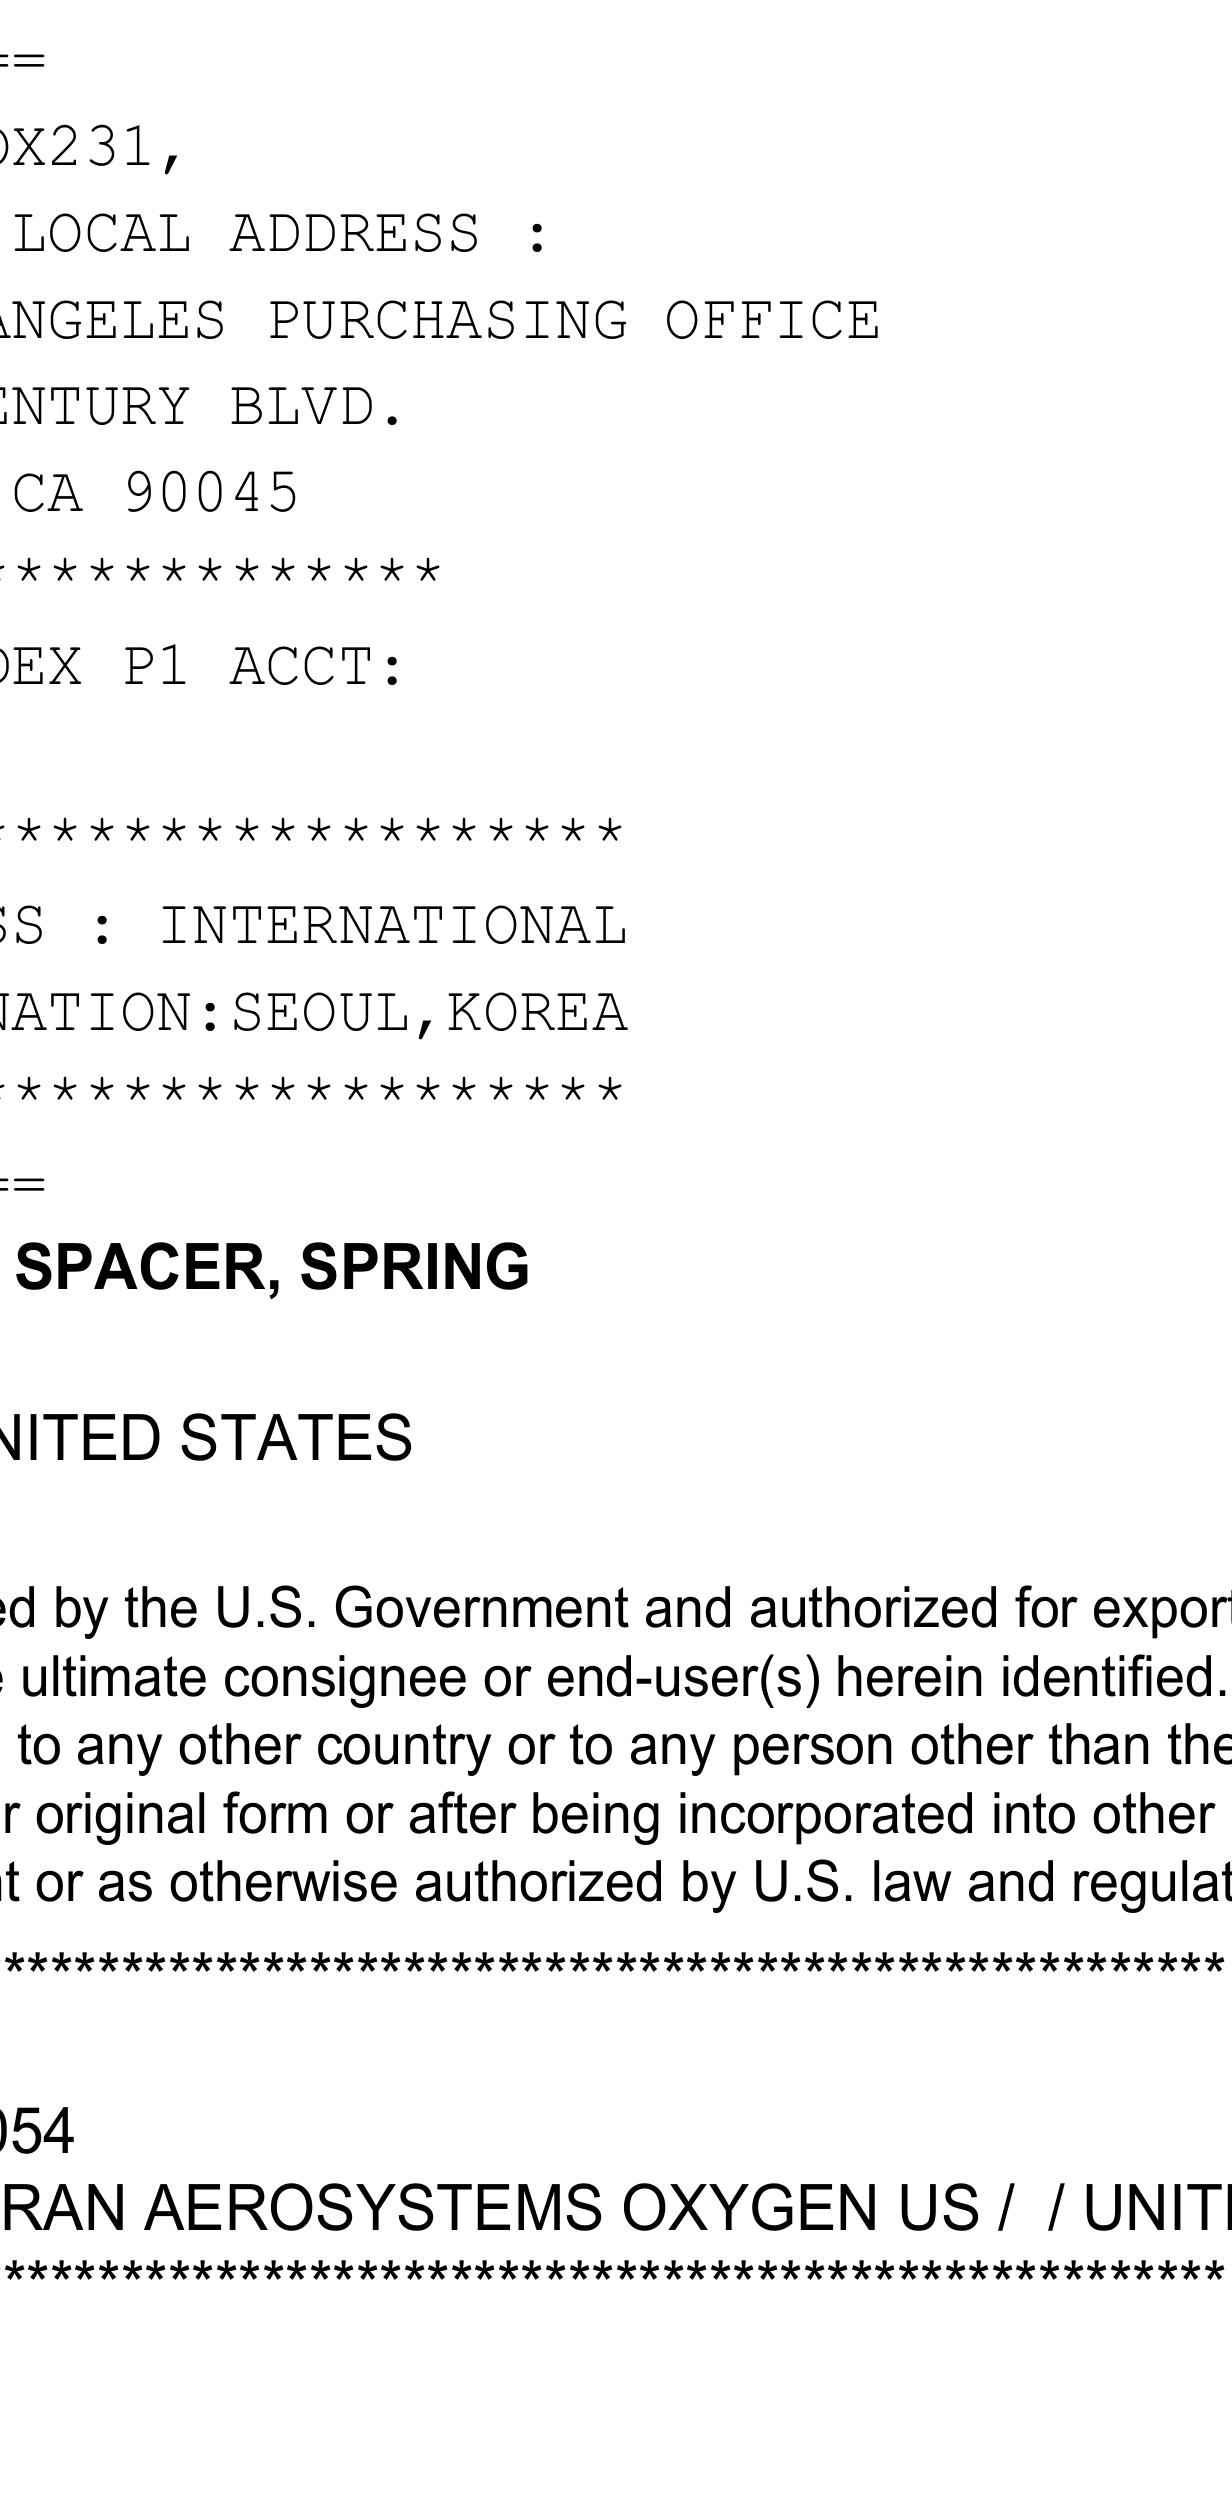 ==
OX231,
LOCAL ADDRESS :
ANGELES PURCHASING OFFICE
ENTURY BLVD.
CA 90045
*************
DEX P1 ACCT:
******************
SS : INTERNATIONAL
NATION:SEOUL,KOREA
******************
==
SPACER, SPRING
NITED STATES
ed by the U.S. Government and authorized for export
ultimate consignee or end-user(s) herein identified.
to any other country or to any person other than the
r original form or after being incorporated into other
t or as otherwise authorized by U.S. law and regulat
****************************************************
054
RAN AEROSYSTEMS OXYGEN US / / UNITE
****************************************************